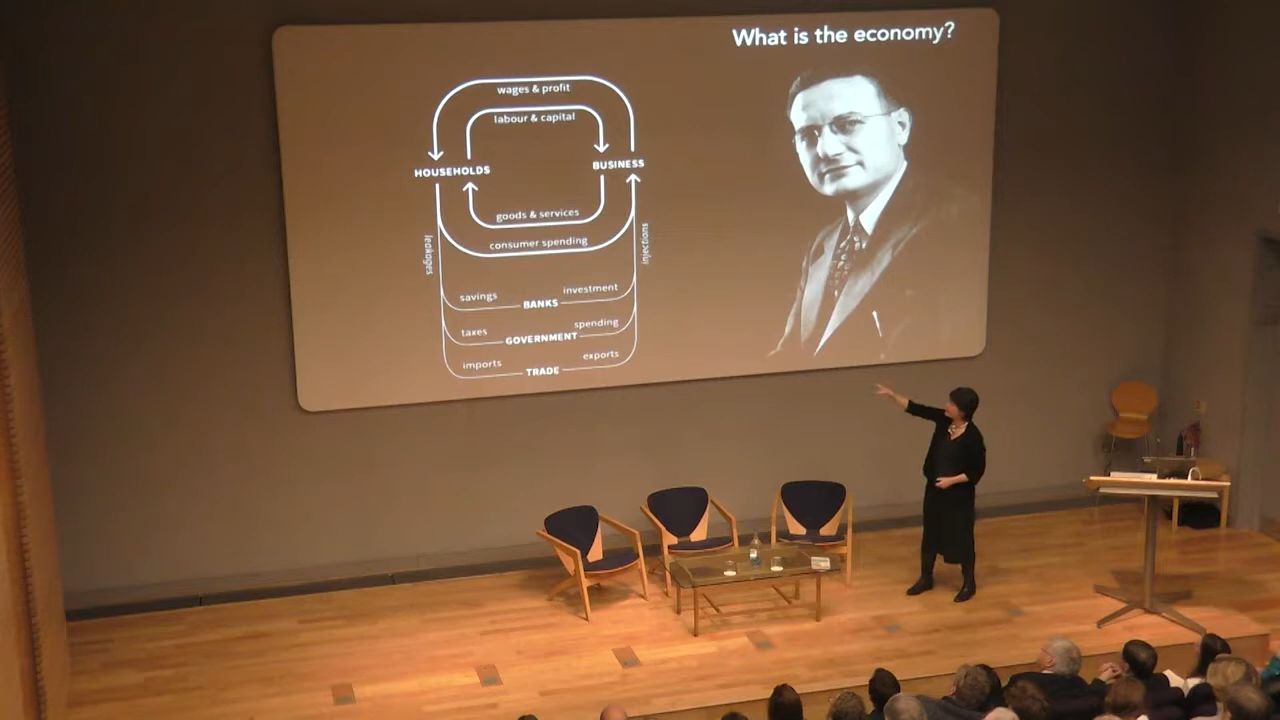 What is the economy?
wages & profit
labour & capital
HOUSEHOLDS
BUSINESS
goods & services
consumer spending
leakages
injections
savings
investment
BANKS
taxes
spending
GOVERNMENT
imports
exports
TRADE